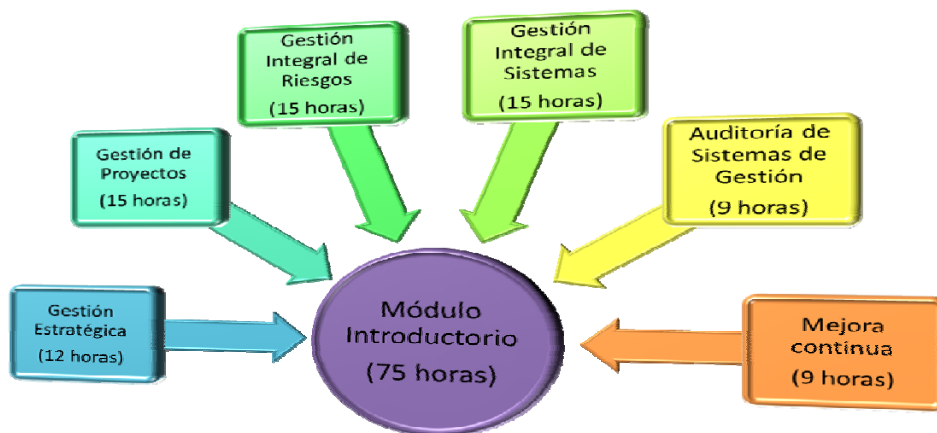 Gestión
Estratégica
(12 horas)
Gestión de
Proyectos
(15 horas)
Gestión
Integral de
Riesgos
(15 horas)
Gestión
Integral de
Sistemas
(15 horas)
Auditoría de
Sistemas de
Gestión
(9 horas)
Mejora
continua
(9 horas)
Módulo
Introductorio
(75 horas)